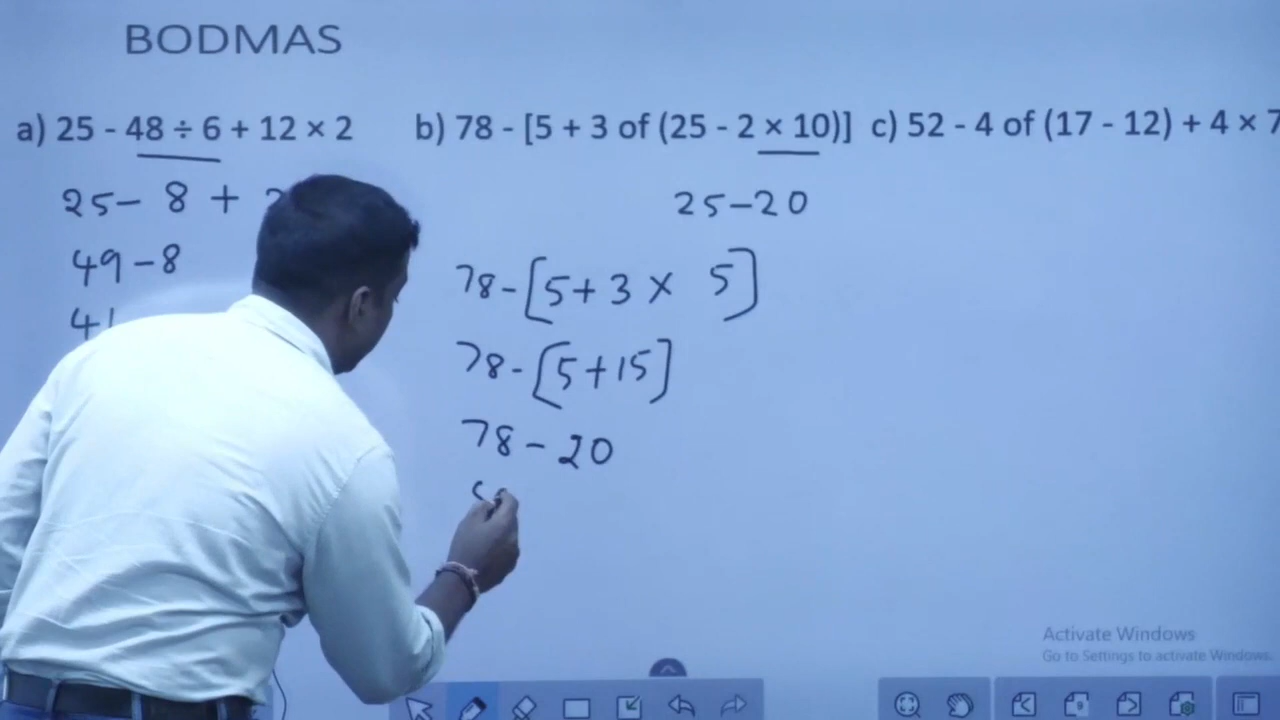 BODMAS
a) 25 - 48 ÷ 6 + 12 × 2
25 - 8 +
49 - 8
41
b) 78 - [5 + 3 of (25 - 2 × 10)]
25 - 20
78 - [5 + 3 × 5]
78 - [5 + 15]
78 - 20
c) 52 - 4 of (17 - 12) + 4 × 7
Activate Windows
Go to Settings to activate Windows.